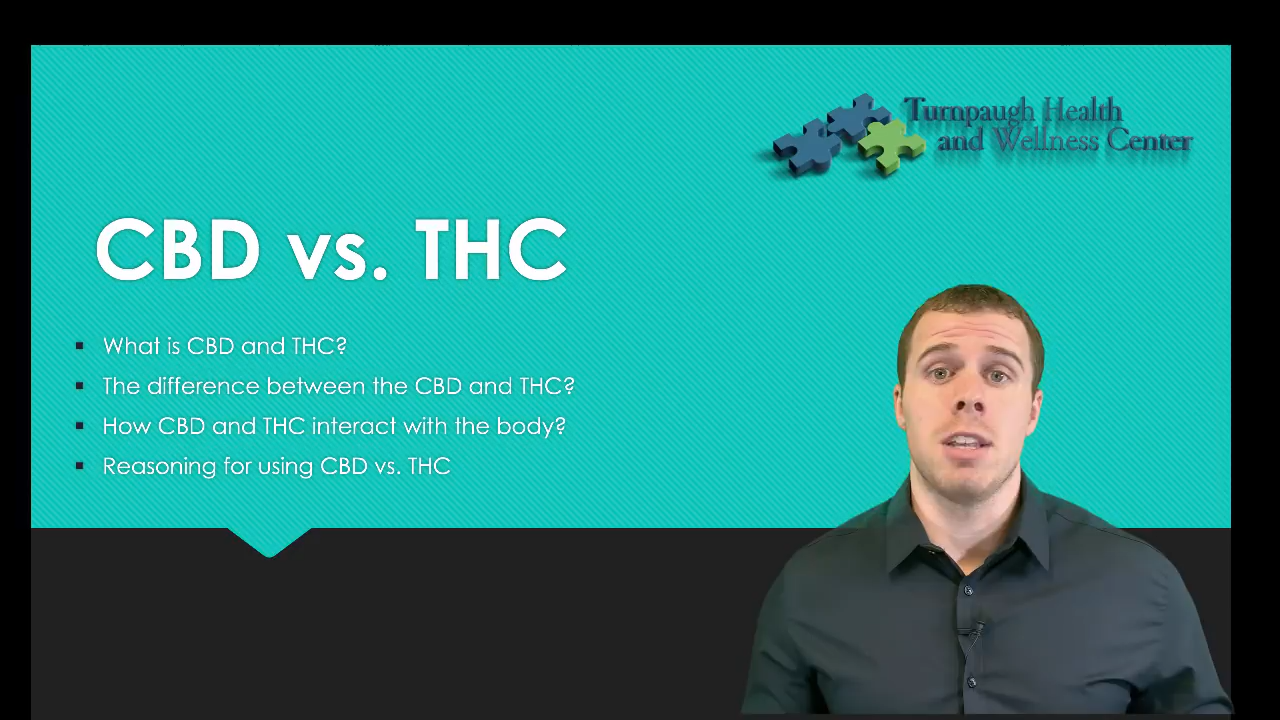 Turnpaugh Health
and Wellness Center
CBD vs. THC
What is CBD and THC?
The difference between the CBD and THC?
How CBD and THC interact with the body?
Reasoning for using CBD vs. THC